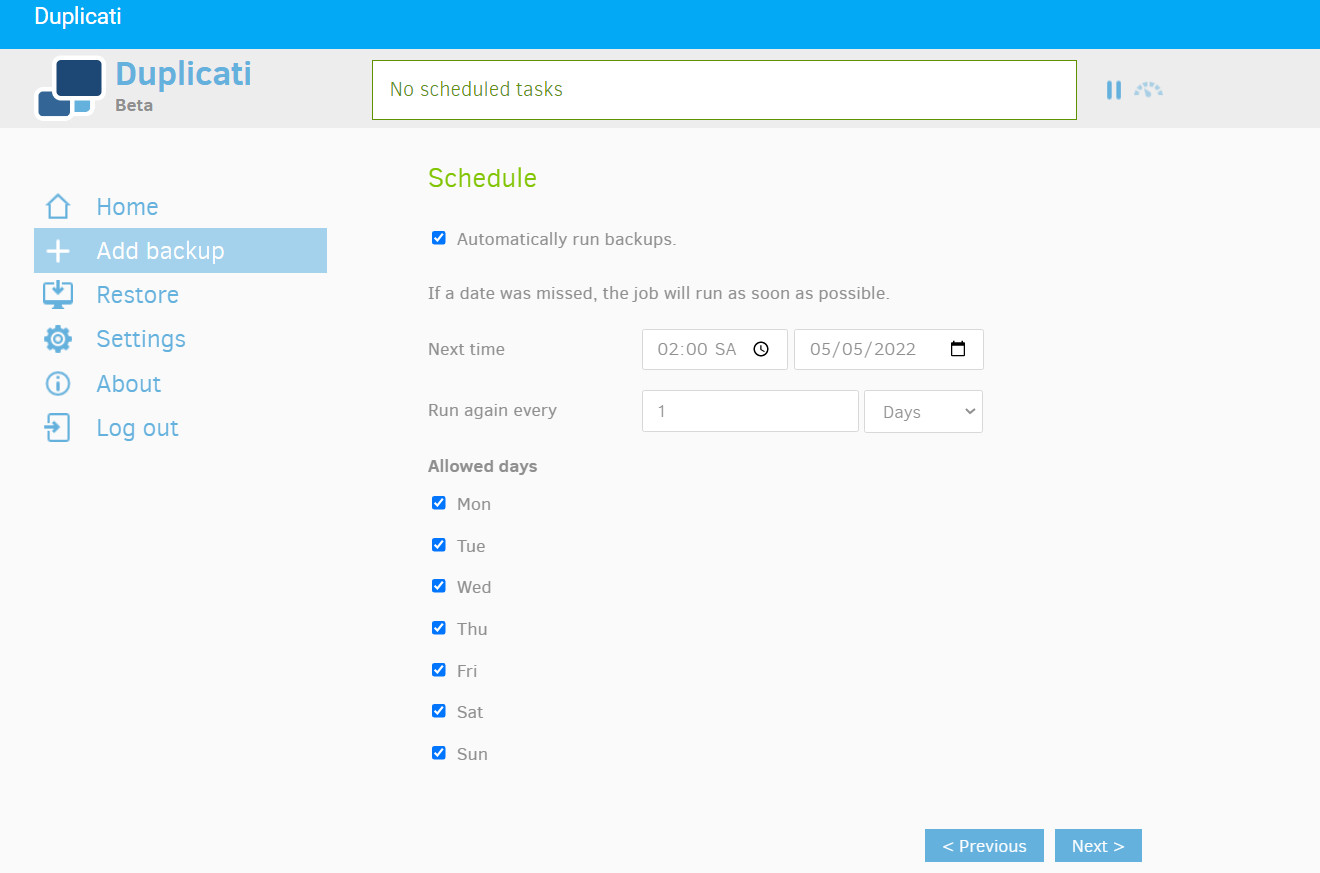 Duplicati
Duplicati
Beta
No scheduled tasks
Home
Add backup
Restore
Settings
About
Log out
Schedule
Automatically run backups.
If a date was missed, the job will run as soon as possible.
Next time 02:00 SA 05/05/2022
Run again every 1 Days
Allowed days
Mon
Tue
Wed
Thu
Fri
Sat
Sun
< Previous Next >